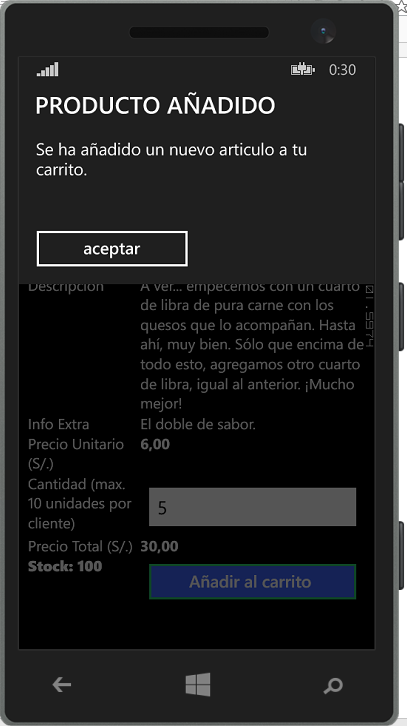 0:30
PRODUCTO AÑADIDO
Se ha añadido un nuevo articulo a tu
carrito.
aceptar
Descripción
A ver... empecemos con un cuarto
de libra de pura carne con los
quesos que lo acompañan. Hasta
ahí, muy bien. Sólo que encima de
todo esto, agregamos otro cuarto
de libra, igual al anterior. ¡Mucho
mejor!
Info Extra
El doble de sabor.
Precio Unitario
(S/.)
6,00
Cantidad (max.
10 unidades por
cliente)
5
Precio Total (S/.)
30,00
Stock: 100
Añadir al carrito